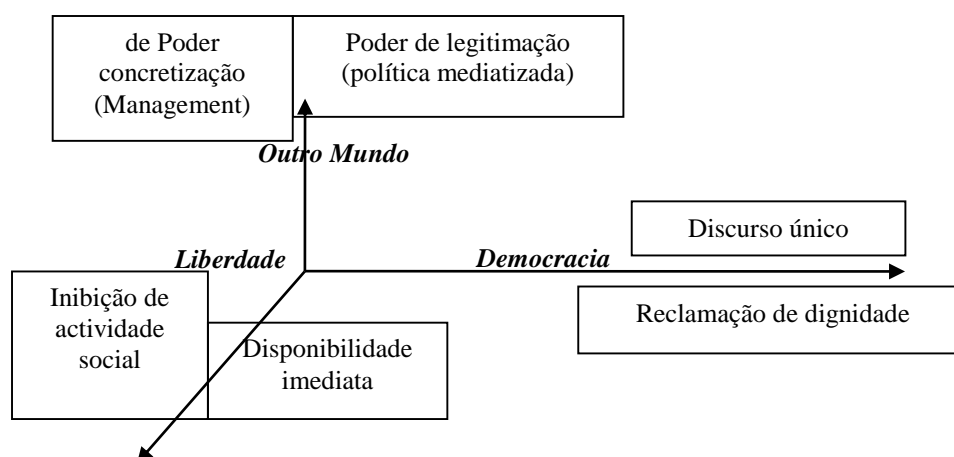 de Poder
concretização
(Management)
Poder de legitimação
(política mediatizada)
Outro Mundo
Discurso único
Liberdade
Democracia
Inibição de
actividade
social
Reclamação de dignidade
Disponibilidade
imediata